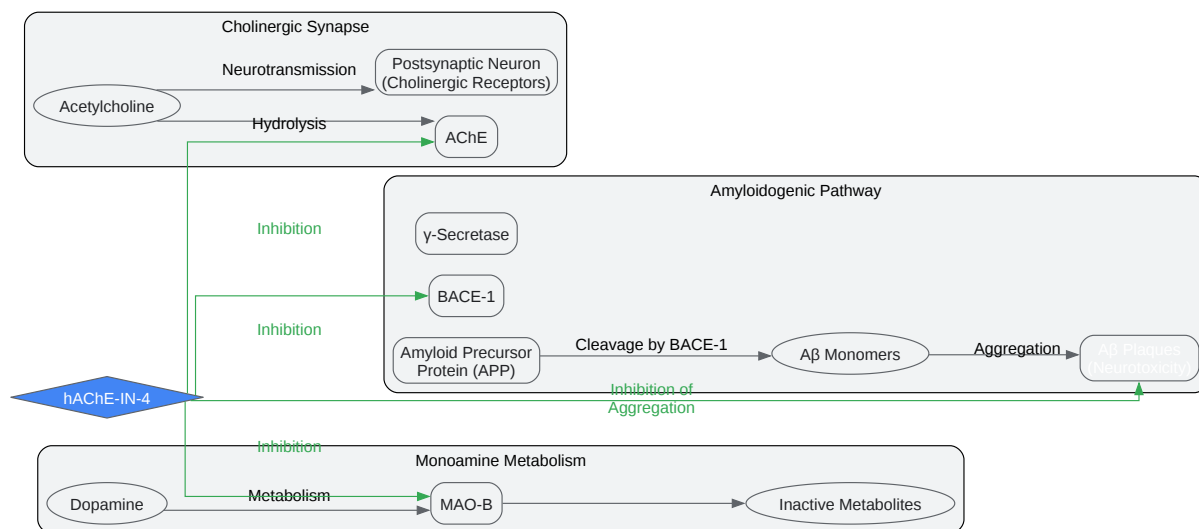 Cholinergic Synapse
Neurotransmission
Postsynaptic Neuron
(Cholinergic Receptors)
Acetylcholine
Hydrolysis
AChE
Amyloidogenic Pathway
Inhibition
γ-Secretase
BACE-1
Inhibition
Amyloid Precursor
Protein (APP)
Cleavage by BACE-1
Aβ Monomers
Aggregation
Aβ Plaques
(Neurotoxicity)
hAChE-IN-4
Inhibition of
Aggregation
Inhibition
Monoamine Metabolism
Dopamine
Metabolism
MAO-B
Inactive Metabolites